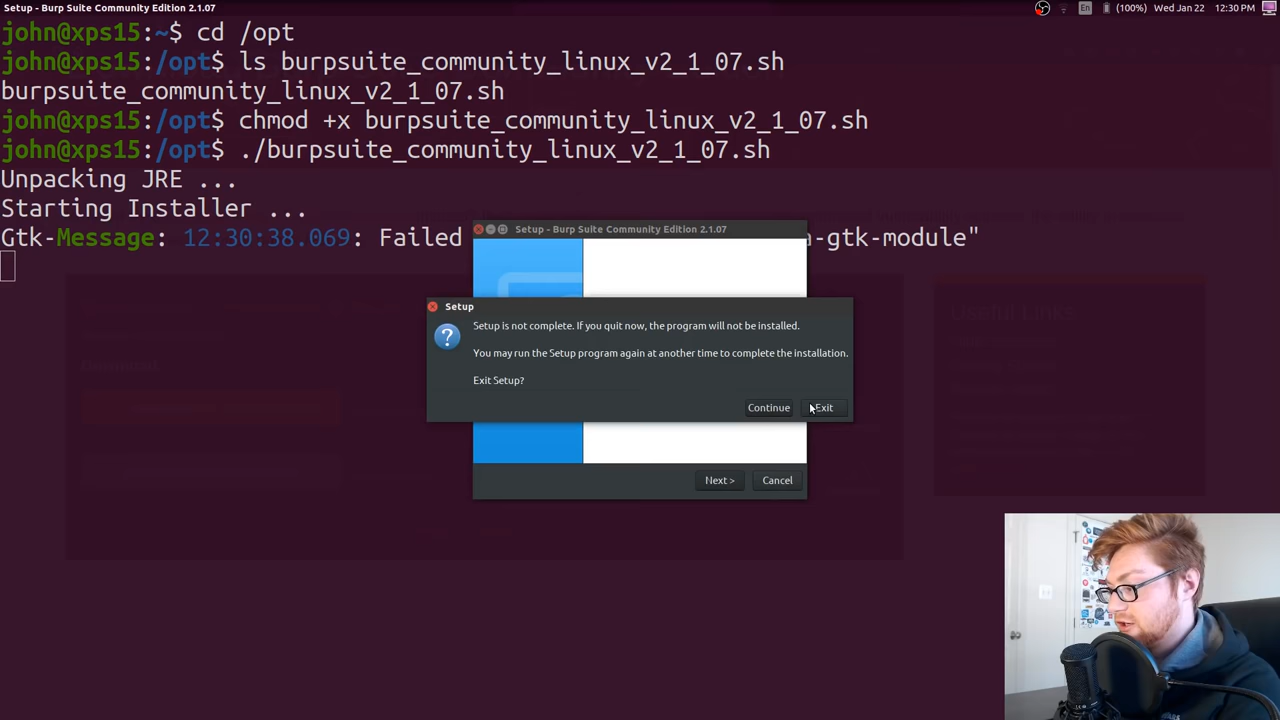 Setup - Burp Suite Community Edition 2.1.07
En (100%) Wed Jan 22 12:30 PM
john@xps15:~$ cd /opt
john@xps15:/opt$ ls burpsuite_community_linux_v2_1_07.sh
burpsuite_community_linux_v2_1_07.sh
john@xps15:/opt$ chmod +x burpsuite_community_linux_v2_1_07.sh
john@xps15:/opt$ ./burpsuite_community_linux_v2_1_07.sh
Unpacking JRE ...
Starting Installer ...
Gtk-Message: 12:30:38.069: Failed a-gtk-module"
Setup - Burp Suite Community Edition 2.1.07
Setup
Setup is not complete. If you quit now, the program will not be installed.
You may run the Setup program again at another time to complete the installation.
Exit Setup?
Continue Exit
Next > Cancel
Useful Links